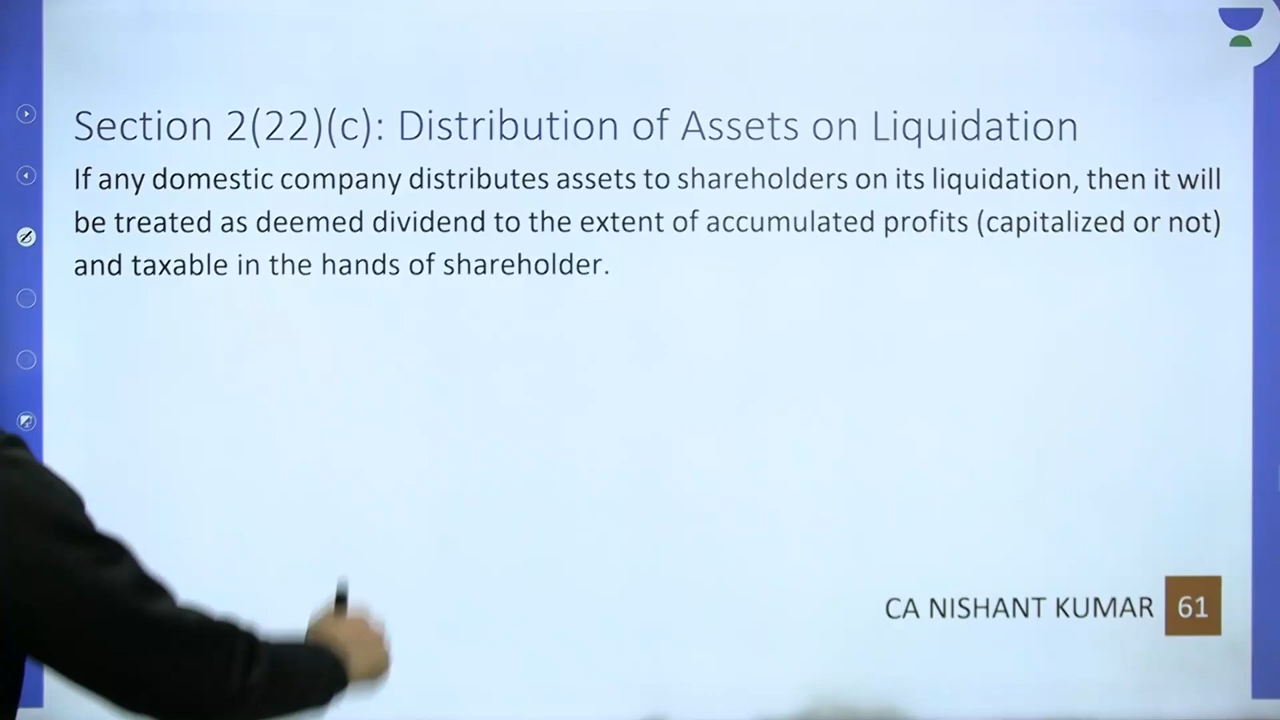 Section 2(22)(c): Distribution of Assets on Liquidation
If any domestic company distributes assets to shareholders on its liquidation, then it will
be treated as deemed dividend to the extent of accumulated profits (capitalized or not)
and taxable in the hands of shareholder.
CA NISHANT KUMAR 61